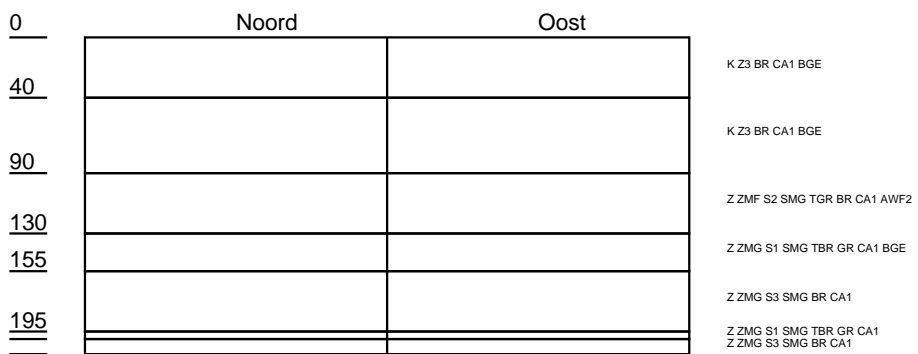 0 Noord Oost
K Z3 BR CA1 BGE
40
K Z3 BR CA1 BGE
90
Z ZMF S2 SMG TGR BR CA1 AWF2
130
Z ZMG S1 SMG TBR GR CA1 BGE
155
Z ZMG S3 SMG BR CA1
195
Z ZMG S1 SMG TBR GR CA1
Z ZMG S3 SMG BR CA1